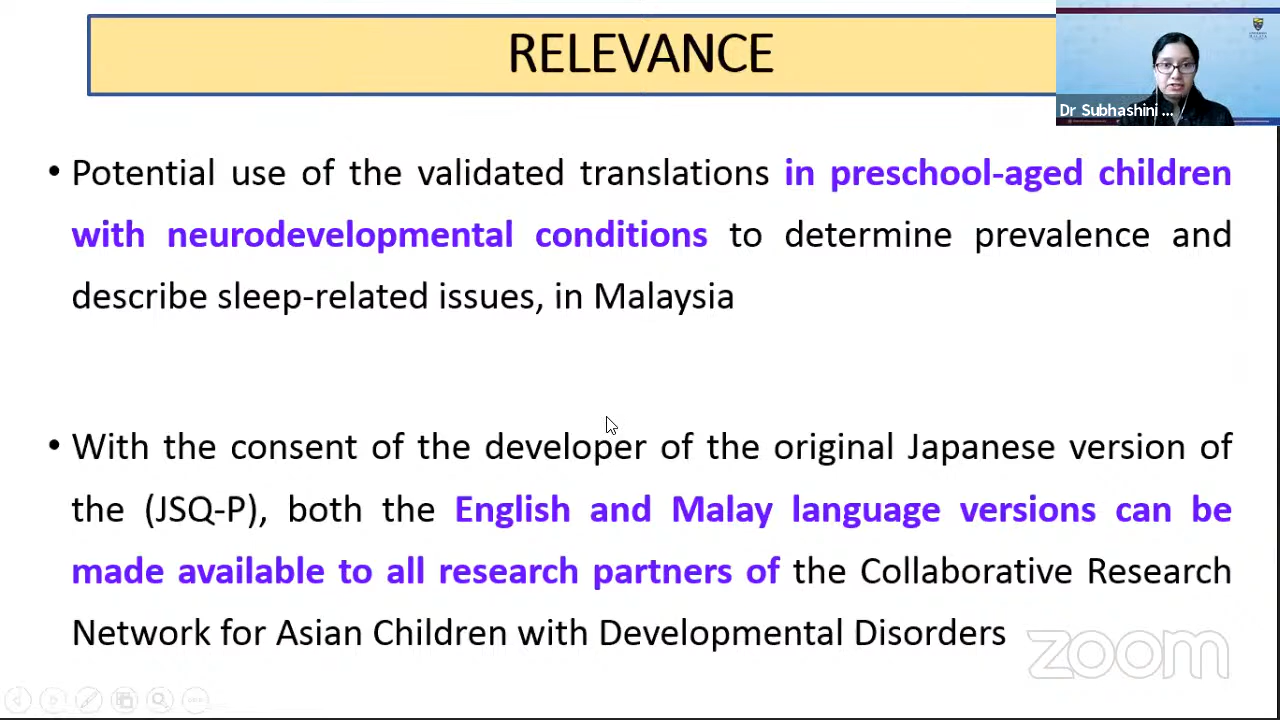 RELEVANCE
Dr Subhashini ...
• Potential use of the validated translations in preschool-aged children
with neurodevelopmental conditions to determine prevalence and
describe sleep-related issues, in Malaysia
• With the consent of the developer of the original Japanese version of
the (JSQ-P), both the English and Malay language versions can be
made available to all research partners of the Collaborative Research
Network for Asian Children with Developmental Disorders
zoom